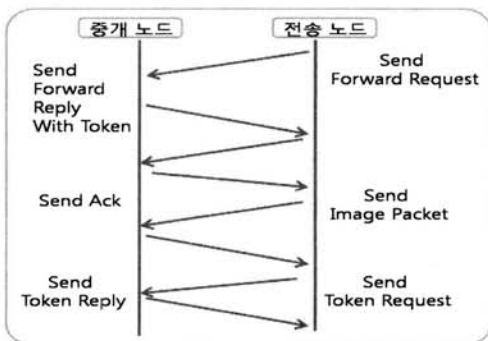 중개 노드
전송 노드
Send
Forward Request
Send
Forward
Reply
With Token
Send Ack
Send
Image Packet
Send
Token Reply
Send
Token Request